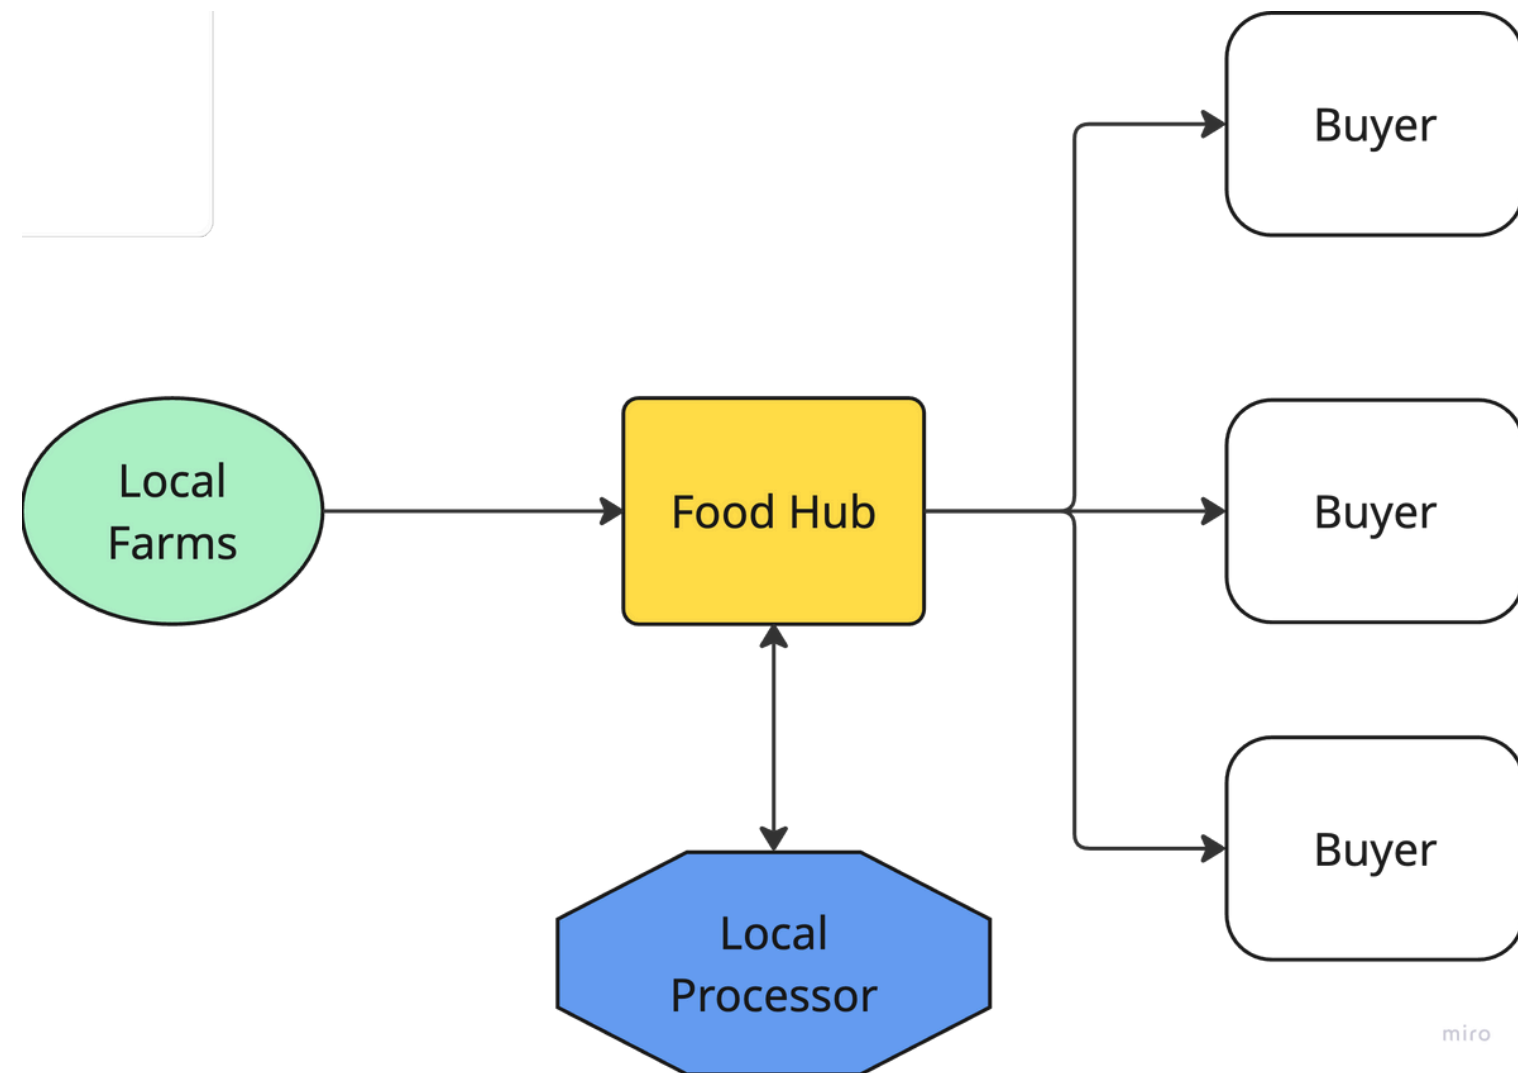 Buyer
Local
Farms
Food Hub
Buyer
Buyer
Local
Processor
miro